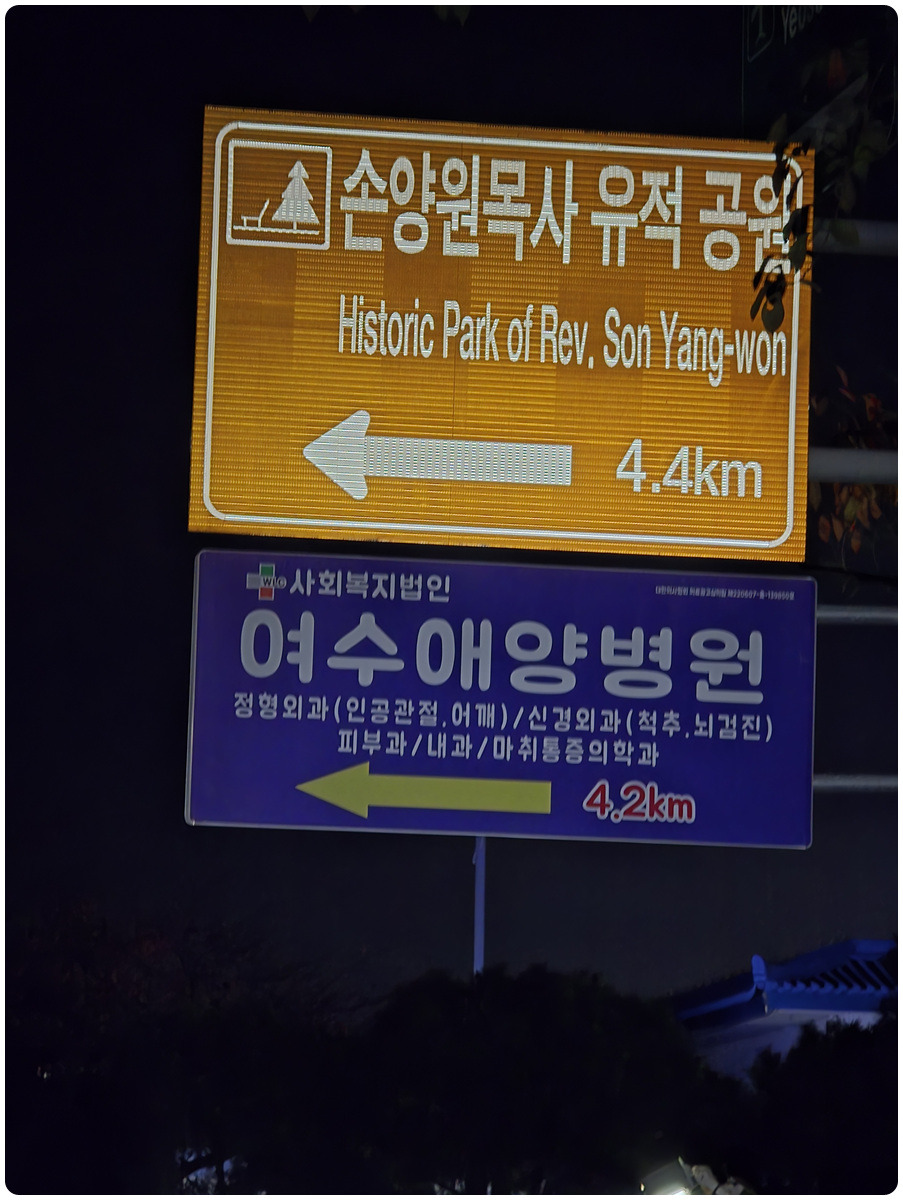 손양원목사 유적 공원
Historic Park of Rev. Son Yang-won
4.4km
WLC 사회복지법인
여수애양병원
정형외과(인공관절,어깨)/신경외과(척추,뇌검진)
피부과/내과/마취통증의학과
4.2km